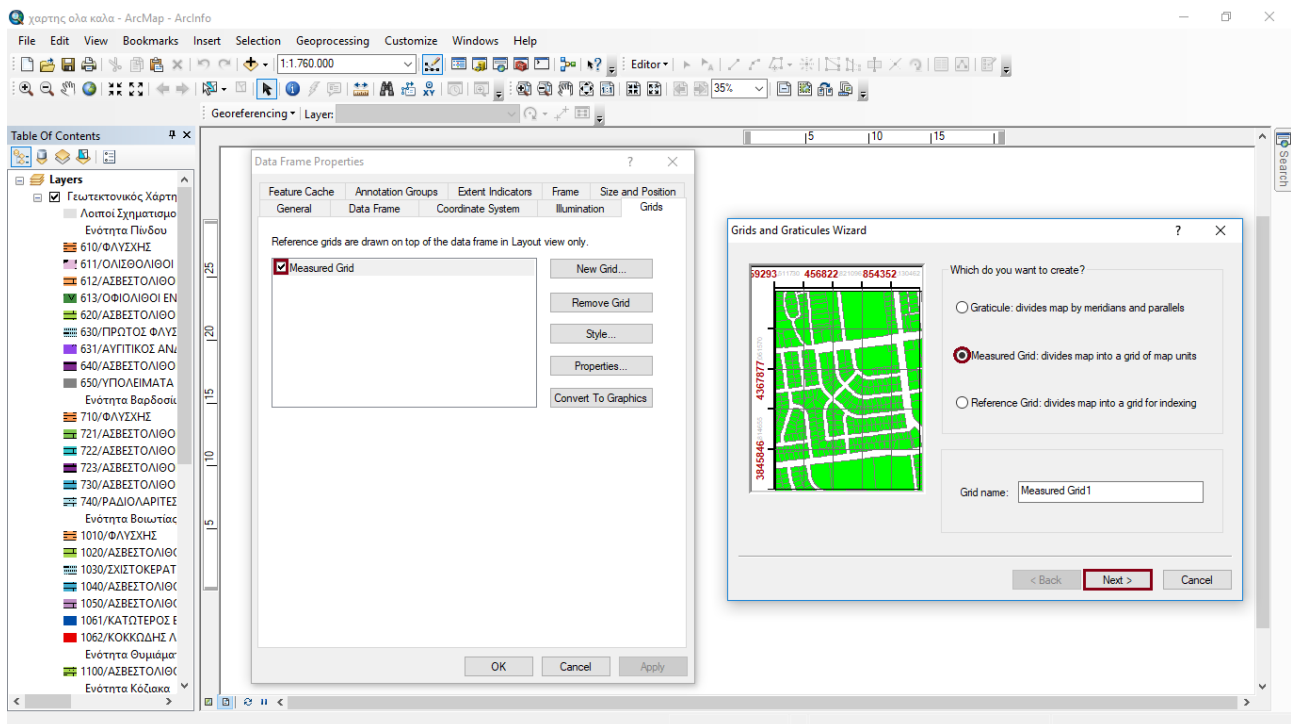 χαρτης ολα καλα - ArcMap - ArcInfo
File Edit View Bookmarks Insert Selection Geoprocessing Customize Windows Help
1:1.760.000 Editor
35%
Georeferencing Layer:
Table Of Contents
Layers
Γεωτεκτονικός Χάρτη
Λοιποί Σχηματισμο
Ενότητα Πίνδου
610/ΦΛΥΣΧΗΣ
611/ΟΛΙΣΘΟΛΙΘΟΙ
612/ΑΣΒΕΣΤΟΛΙΘΟ
613/ΟΦΙΟΛΙΘΟΙ ΕΝ
620/ΑΣΒΕΣΤΟΛΙΘΟ
630/ΠΡΩΤΟΣ ΦΛΥΣ
631/ΑΥΓΙΤΙΚΟΣ ΑΝΔ
640/ΑΣΒΕΣΤΟΛΙΘΟ
650/ΥΠΟΛΕΙΜΑΤΑ
Ενότητα Βαρδοσί
710/ΦΛΥΣΧΗΣ
721/ΑΣΒΕΣΤΟΛΙΘΟ
722/ΑΣΒΕΣΤΟΛΙΘΟ
723/ΑΣΒΕΣΤΟΛΙΘΟ
730/ΑΣΒΕΣΤΟΛΙΘΟ
740/ΡΑΔΙΟΛΑΡΙΤΕΣ
Ενότητα Βοιωτίας
1010/ΦΛΥΣΧΗΣ
1020/ΑΣΒΕΣΤΟΛΙΘΟ
1030/ΣΧΙΣΤΟΚΕΡΑΤ
1040/ΑΣΒΕΣΤΟΛΙΘΟ
1050/ΑΣΒΕΣΤΟΛΙΘΟ
1061/ΚΑΤΩΤΕΡΟΣ Ε
1062/ΚΟΚΚΩΔΗΣ Λ
Ενότητα Θυμιάμα
1100/ΑΣΒΕΣΤΟΛΙΘΟ
Ενότητα Κόζιακα
5 10 15
25
20
15
10
5
Search
Data Frame Properties ?
Feature Cache Annotation Groups Extent Indicators Frame Size and Position
General Data Frame Coordinate System Illumination Grids
Reference grids are drawn on top of the data frame in Layout view only.
Measured Grid
New Grid...
Remove Grid
Style...
Properties...
Convert To Graphics
OK Cancel Apply
Grids and Graticules Wizard ?
59293 456822 854352
4367877
3845846
Which do you want to create?
Graticule: divides map by meridians and parallels
Measured Grid: divides map into a grid of map units
Reference Grid: divides map into a grid for indexing
Grid name: Measured Grid1
< Back Next > Cancel